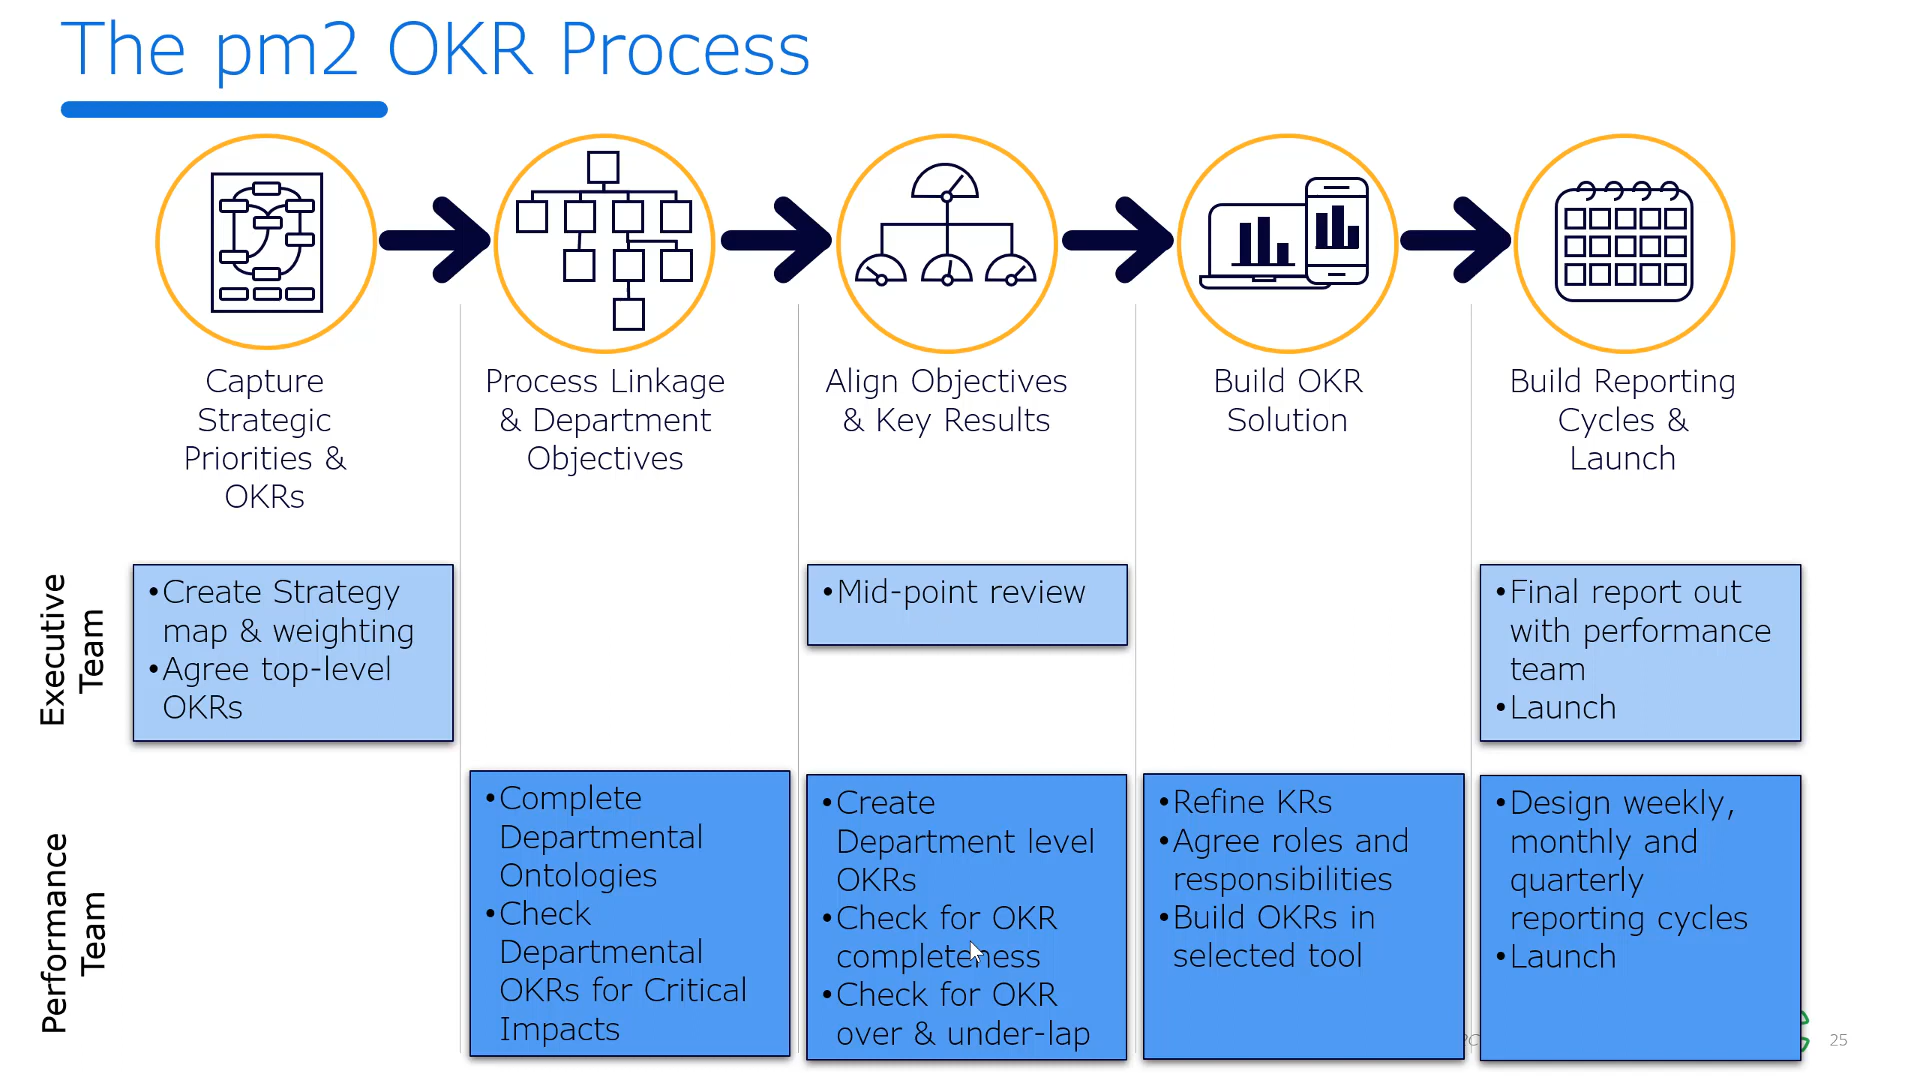 The pm2 OKR Process
Capture
Strategic
Priorities &
OKRs
Process Linkage
& Department
Objectives
Align Objectives
& Key Results
Build OKR
Solution
Build Reporting
Cycles &
Launch
Executive
Team
•Create Strategy
map & weighting
•Agree top-level
OKRs
•Mid-point review
•Final report out
with performance
team
•Launch
Performance
Team
•Complete
Departmental
Ontologies
•Check
Departmental
OKRs for Critical
Impacts
•Create
Department level
OKRs
•Check for OKR
completeness
•Check for OKR
over & under-lap
•Refine KRs
•Agree roles and
responsibilities
•Build OKRs in
selected tool
•Design weekly,
monthly and
quarterly
reporting cycles
•Launch
25